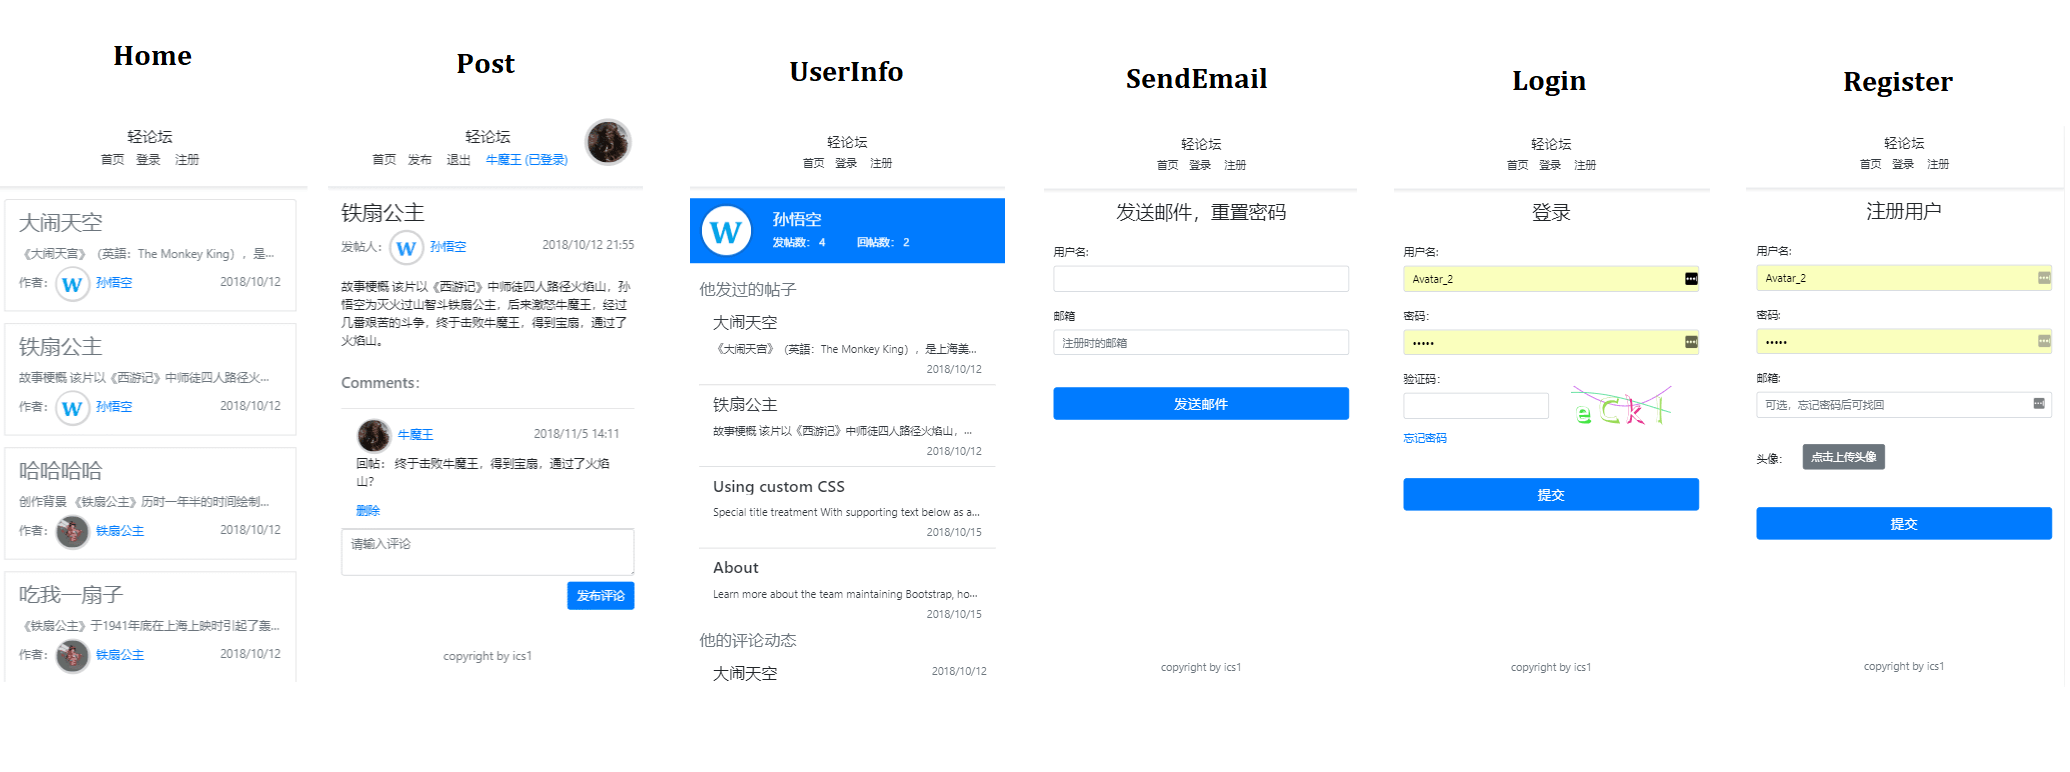 Home
轻论坛
首页 登录 注册
大闹天空
《大闹天宫》（英語：The Monkey King），是...
作者： W 孙悟空 2018/10/12
铁扇公主
故事梗概 该片以《西游记》中师徒四人路径火...
作者： W 孙悟空 2018/10/12
哈哈哈哈
创作背景 《铁扇公主》历时一年半的时间绘制...
作者： 铁扇公主 2018/10/12
吃我一扇子
《铁扇公主》于1941年底在上海上映时引起了轰...
作者： 铁扇公主 2018/10/12
Post
轻论坛
首页 发布 退出 牛魔王 (已登录)
铁扇公主
发帖人： W 孙悟空 2018/10/12 21:55
故事梗概 该片以《西游记》中师徒四人路径火焰山，孙
悟空为灭火过山智斗铁扇公主，后来激怒牛魔王，经过
几番艰苦的斗争，终于击败牛魔王，得到宝扇，通过了
火焰山。
Comments：
牛魔王 2018/11/5 14:11
回帖： 终于击败牛魔王，得到宝扇，通过了火焰
山？
删除
请输入评论
发布评论
copyright by ics1
UserInfo
轻论坛
首页 登录 注册
W 孙悟空
发帖数： 4 回帖数： 2
他发过的帖子
大闹天空
《大闹天宫》（英語：The Monkey King），是上海美...
2018/10/12
铁扇公主
故事梗概 该片以《西游记》中师徒四人路径火焰山，...
2018/10/12
Using custom CSS
Special title treatment With supporting text below as a...
2018/10/15
About
Learn more about the team maintaining Bootstrap, ho...
2018/10/15
他的评论动态
大闹天空 2018/10/12
SendEmail
轻论坛
首页 登录 注册
发送邮件，重置密码
用户名:
邮箱
注册时的邮箱
发送邮件
copyright by ics1
Login
轻论坛
首页 登录 注册
登录
用户名:
Avatar_2
密码:
•••••
验证码：
eCkI
忘记密码
提交
copyright by ics1
Register
轻论坛
首页 登录 注册
注册用户
用户名:
Avatar_2
密码:
•••••
邮箱:
可选，忘记密码后可找回
头像： 点击上传头像
提交
copyright by ics1